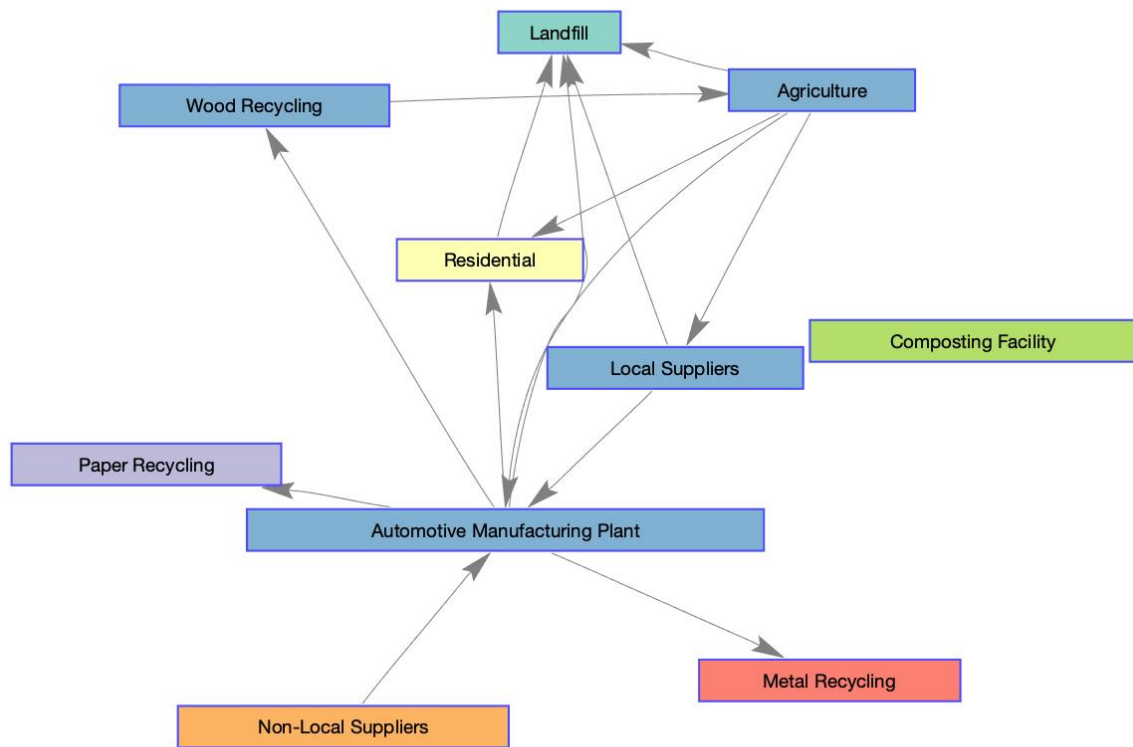 Landfill
Agriculture
Wood Recycling
Residential
Composting Facility
Local Suppliers
Paper Recycling
Automotive Manufacturing Plant
Metal Recycling
Non-Local Suppliers